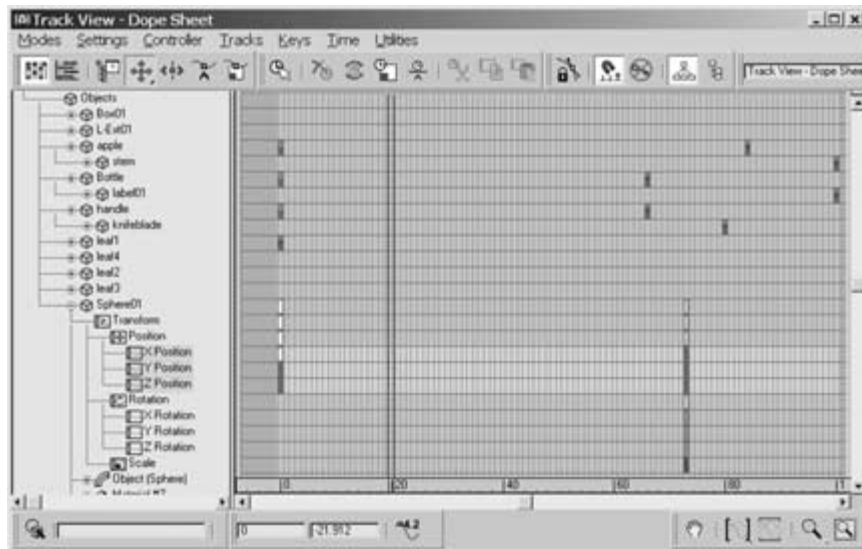 Track View - Dope Sheet
Modes Settings Controller Tracks Keys Time Utilities
Track View - Dope Shee
Objects
Box01
L-Ext01
apple
stem
Bottle
label01
handle
knifeblade
leaf1
leaf4
leaf2
leaf3
Sphere01
Transform
Position
X Position
Y Position
Z Position
Rotation
X Rotation
Y Rotation
Z Rotation
Scale
Object (Sphere)
0 20 40 60 80 1
0 -21.912